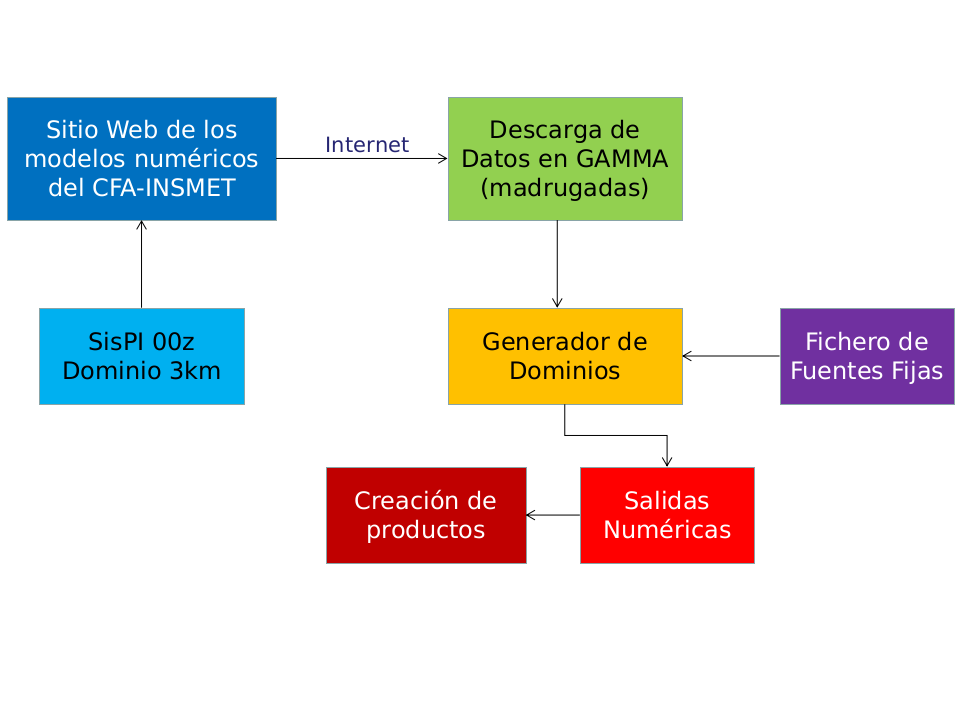 Sitio Web de los
modelos numéricos
del CFA-INSMET
Internet
Descarga de
Datos en GAMMA
(madrugadas)
SisPI 00z
Dominio 3km
Generador de
Dominios
Fichero de
Fuentes Fijas
Creación de
productos
Salidas
Numéricas